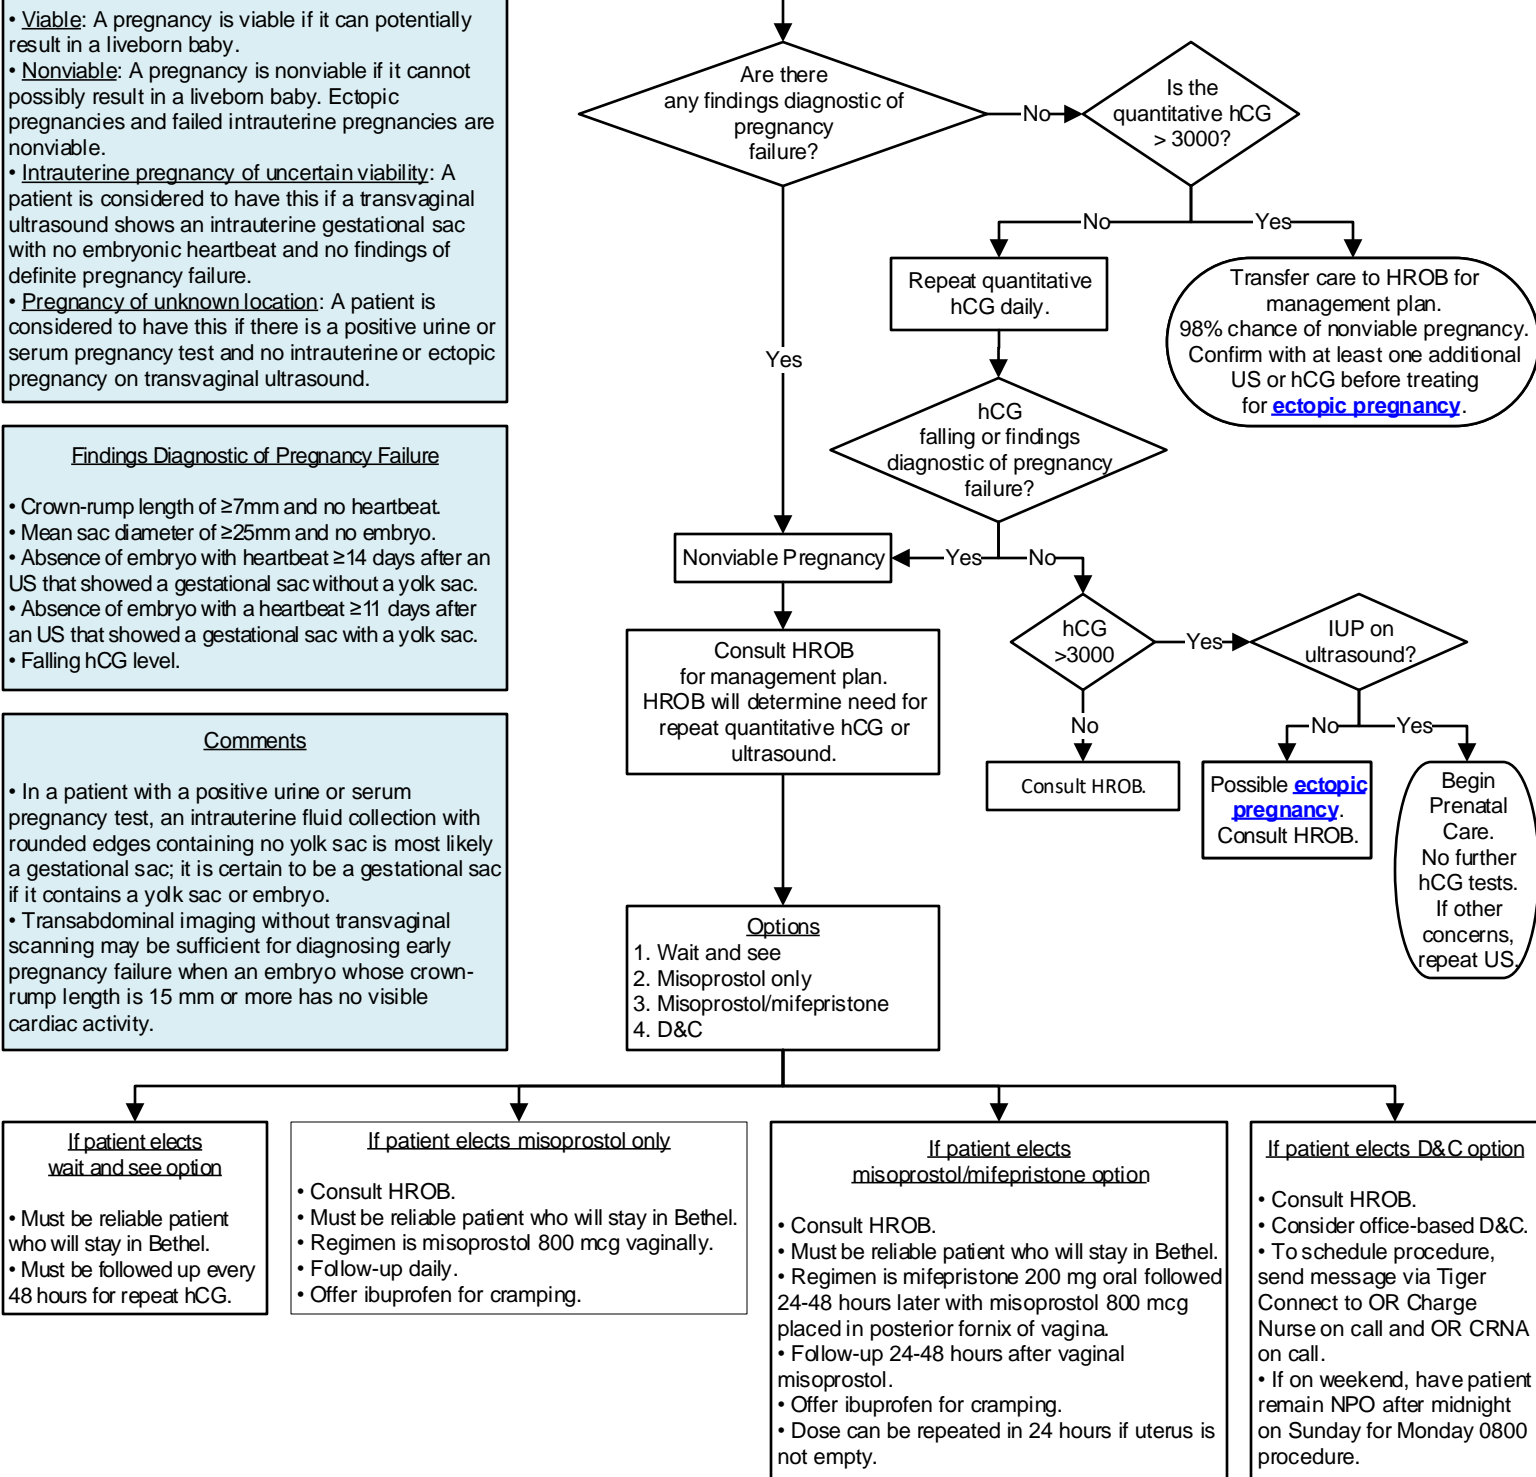 • Viable: A pregnancy is viable if it can potentially
result in a liveborn baby.
• Nonviable: A pregnancy is nonviable if it cannot
possibly result in a liveborn baby. Ectopic
pregnancies and failed intrauterine pregnancies are
nonviable.
• Intrauterine pregnancy of uncertain viability: A
patient is considered to have this if a transvaginal
ultrasound shows an intrauterine gestational sac
with no embryonic heartbeat and no findings of
definite pregnancy failure.
• Pregnancy of unknown location: A patient is
considered to have this if there is a positive urine or
serum pregnancy test and no intrauterine or ectopic
pregnancy on transvaginal ultrasound.
Findings Diagnostic of Pregnancy Failure
• Crown-rump length of ≥7mm and no heartbeat.
• Mean sac diameter of ≥25mm and no embryo.
• Absence of embryo with heartbeat ≥14 days after an
US that showed a gestational sac without a yolk sac.
• Absence of embryo with a heartbeat ≥11 days after
an US that showed a gestational sac with a yolk sac.
• Falling hCG level.
Comments
• In a patient with a positive urine or serum
pregnancy test, an intrauterine fluid collection with
rounded edges containing no yolk sac is most likely
a gestational sac; it is certain to be a gestational sac
if it contains a yolk sac or embryo.
• Transabdominal imaging without transvaginal
scanning may be sufficient for diagnosing early
pregnancy failure when an embryo whose crown-
rump length is 15 mm or more has no visible
cardiac activity.
Are there
any findings diagnostic of
pregnancy
failure?
No
Is the
quantitative hCG
> 3000?
No
Yes
Repeat quantitative
hCG daily.
Transfer care to HROB for
management plan.
98% chance of nonviable pregnancy.
Confirm with at least one additional
US or hCG before treating
for ectopic pregnancy.
Yes
hCG
falling or findings
diagnostic of pregnancy
failure?
Nonviable Pregnancy
Yes
No
Consult HROB
for management plan.
HROB will determine need for
repeat quantitative hCG or
ultrasound.
hCG
>3000
Yes
IUP on
ultrasound?
No
No
Yes
Consult HROB.
Possible ectopic
pregnancy.
Consult HROB.
Begin
Prenatal
Care.
No further
hCG tests.
If other
concerns,
repeat US.
Options
1. Wait and see
2. Misoprostol only
3. Misoprostol/mifepristone
4. D&C
If patient elects
wait and see option
• Must be reliable patient
who will stay in Bethel.
• Must be followed up every
48 hours for repeat hCG.
If patient elects misoprostol only
• Consult HROB.
• Must be reliable patient who will stay in Bethel.
• Regimen is misoprostol 800 mcg vaginally.
• Follow-up daily.
• Offer ibuprofen for cramping.
If patient elects
misoprostol/mifepristone option
• Consult HROB.
• Must be reliable patient who will stay in Bethel.
• Regimen is mifepristone 200 mg oral followed
24-48 hours later with misoprostol 800 mcg
placed in posterior fornix of vagina.
• Follow-up 24-48 hours after vaginal
misoprostol.
• Offer ibuprofen for cramping.
• Dose can be repeated in 24 hours if uterus is
not empty.
If patient elects D&C option
• Consult HROB.
• Consider office-based D&C.
• To schedule procedure,
send message via Tiger
Connect to OR Charge
Nurse on call and OR CRNA
on call.
• If on weekend, have patient
remain NPO after midnight
on Sunday for Monday 0800
procedure.